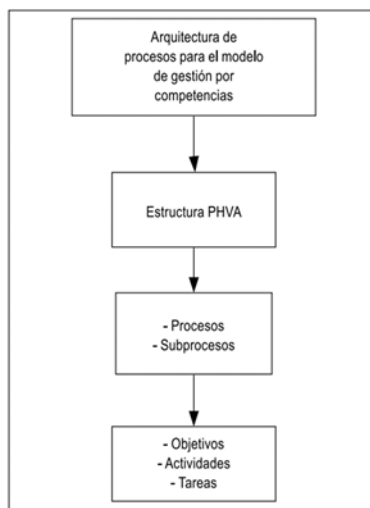 Arquitectura de
procesos para el modelo
de gestión por
competencias
Estructura PHVA
- Procesos
- Subprocesos
- Objetivos
- Actividades
- Tareas